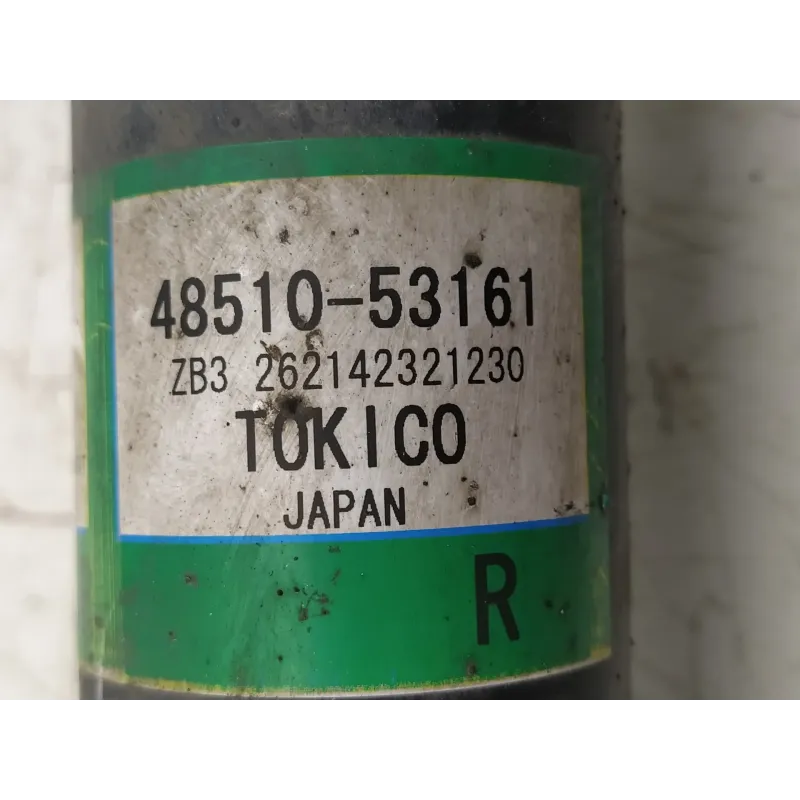 48510-53161
ZB3 262142321230
TOKICO
JAPAN
R